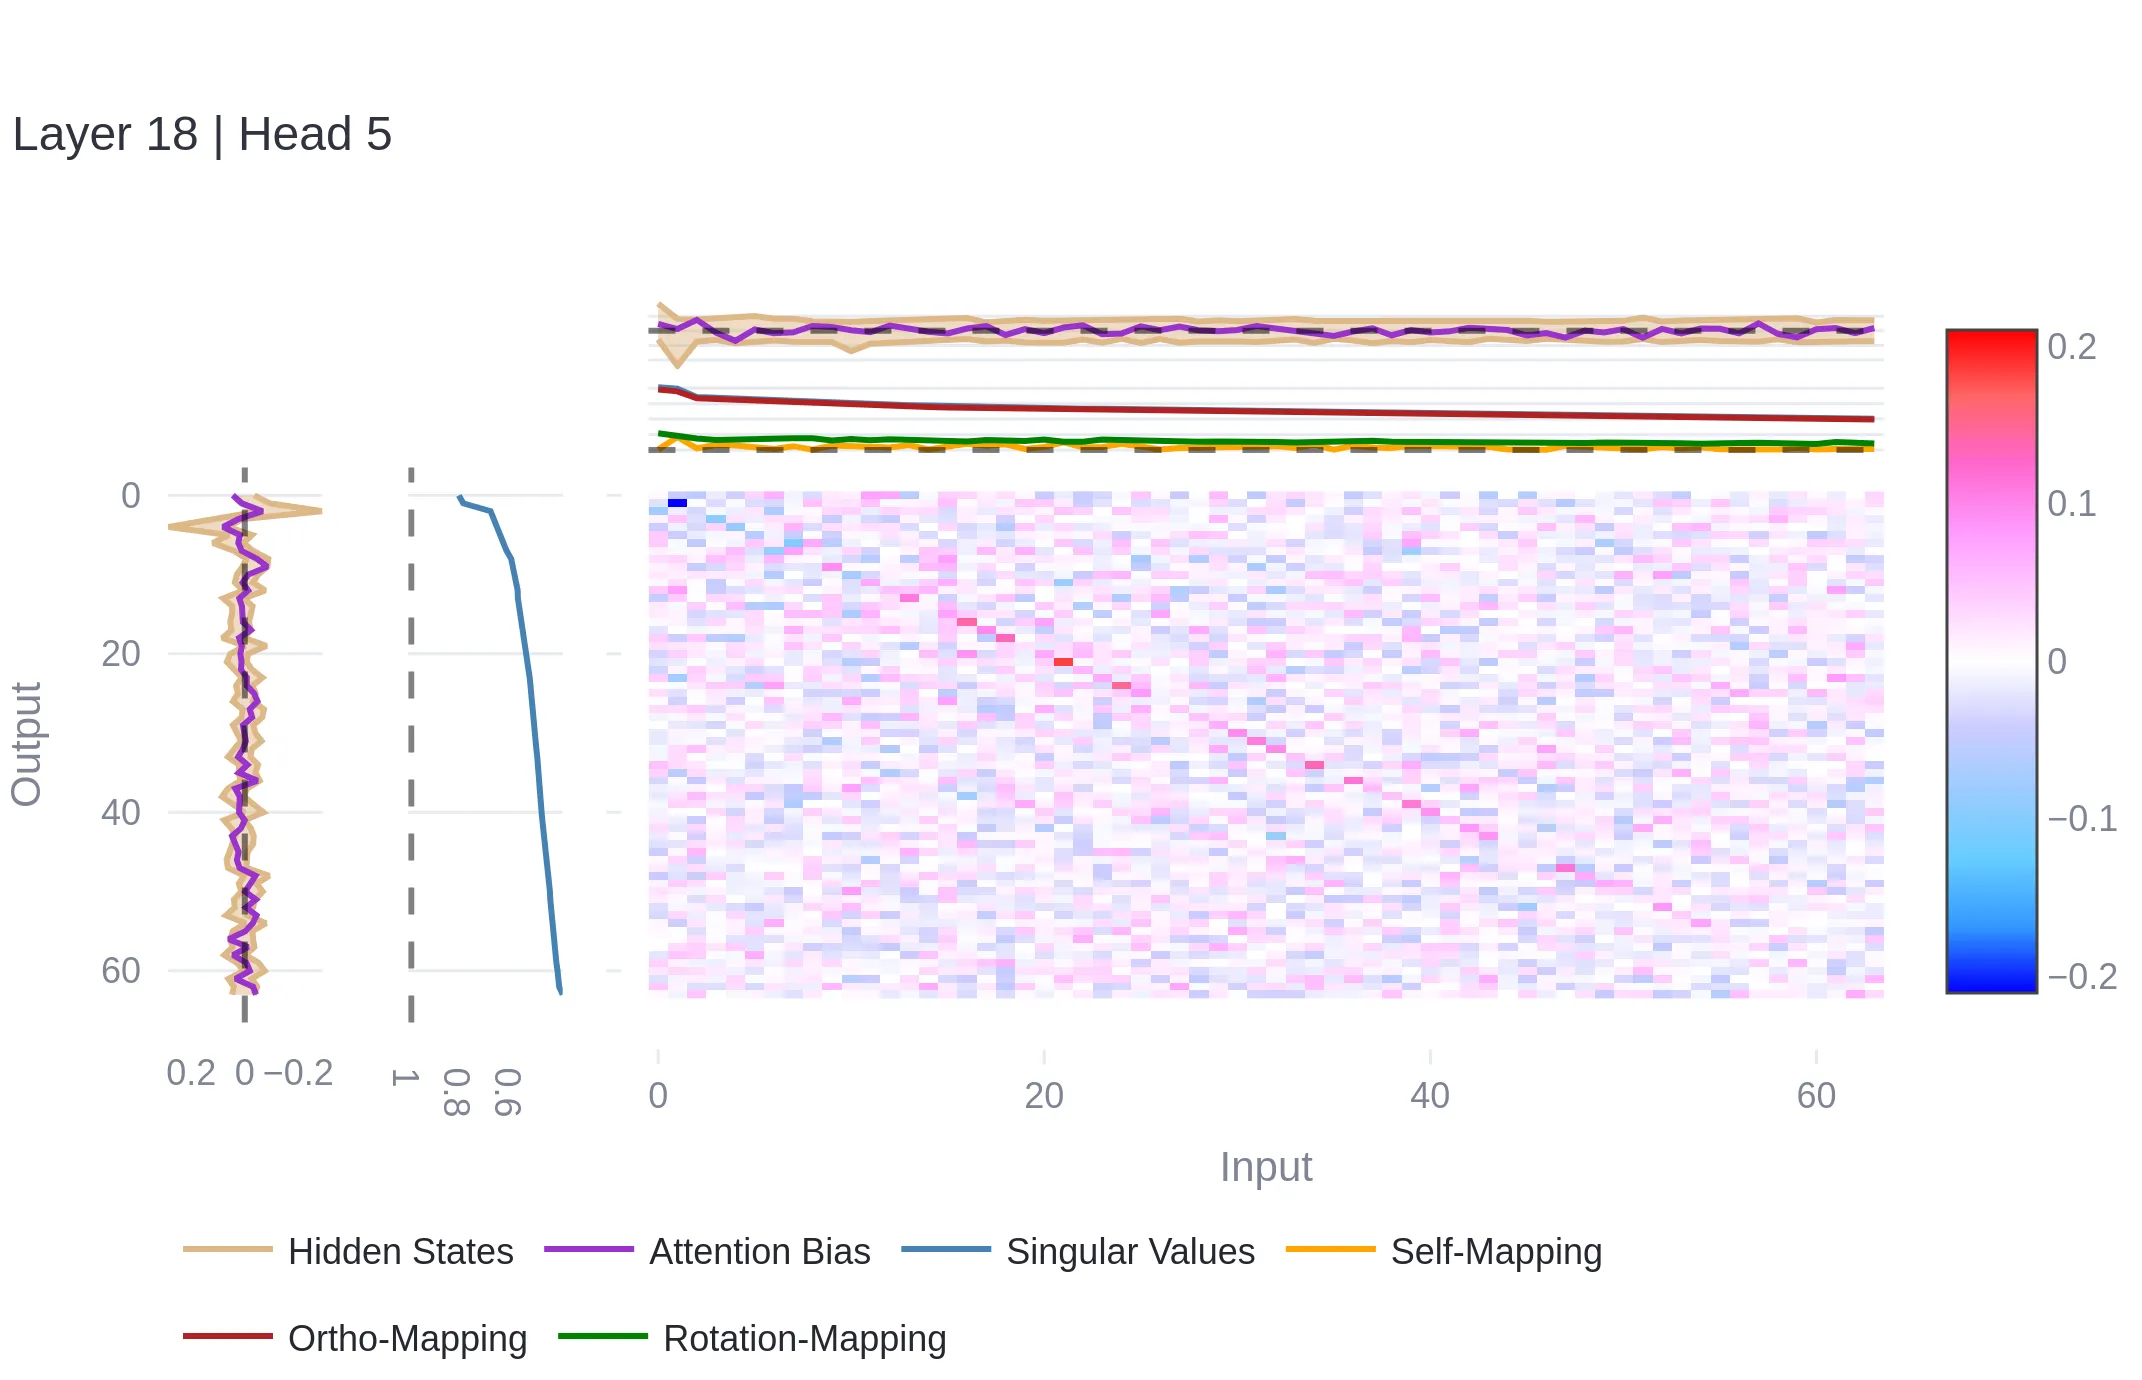 Layer 18 | Head 5
0.2
0.1
0
−0.1
−0.2
Output
0
20
40
60
0.2 0 −0.2
1
0.8
0.6
0 20 40 60
Input
Hidden States Attention Bias Singular Values Self-Mapping
Ortho-Mapping Rotation-Mapping